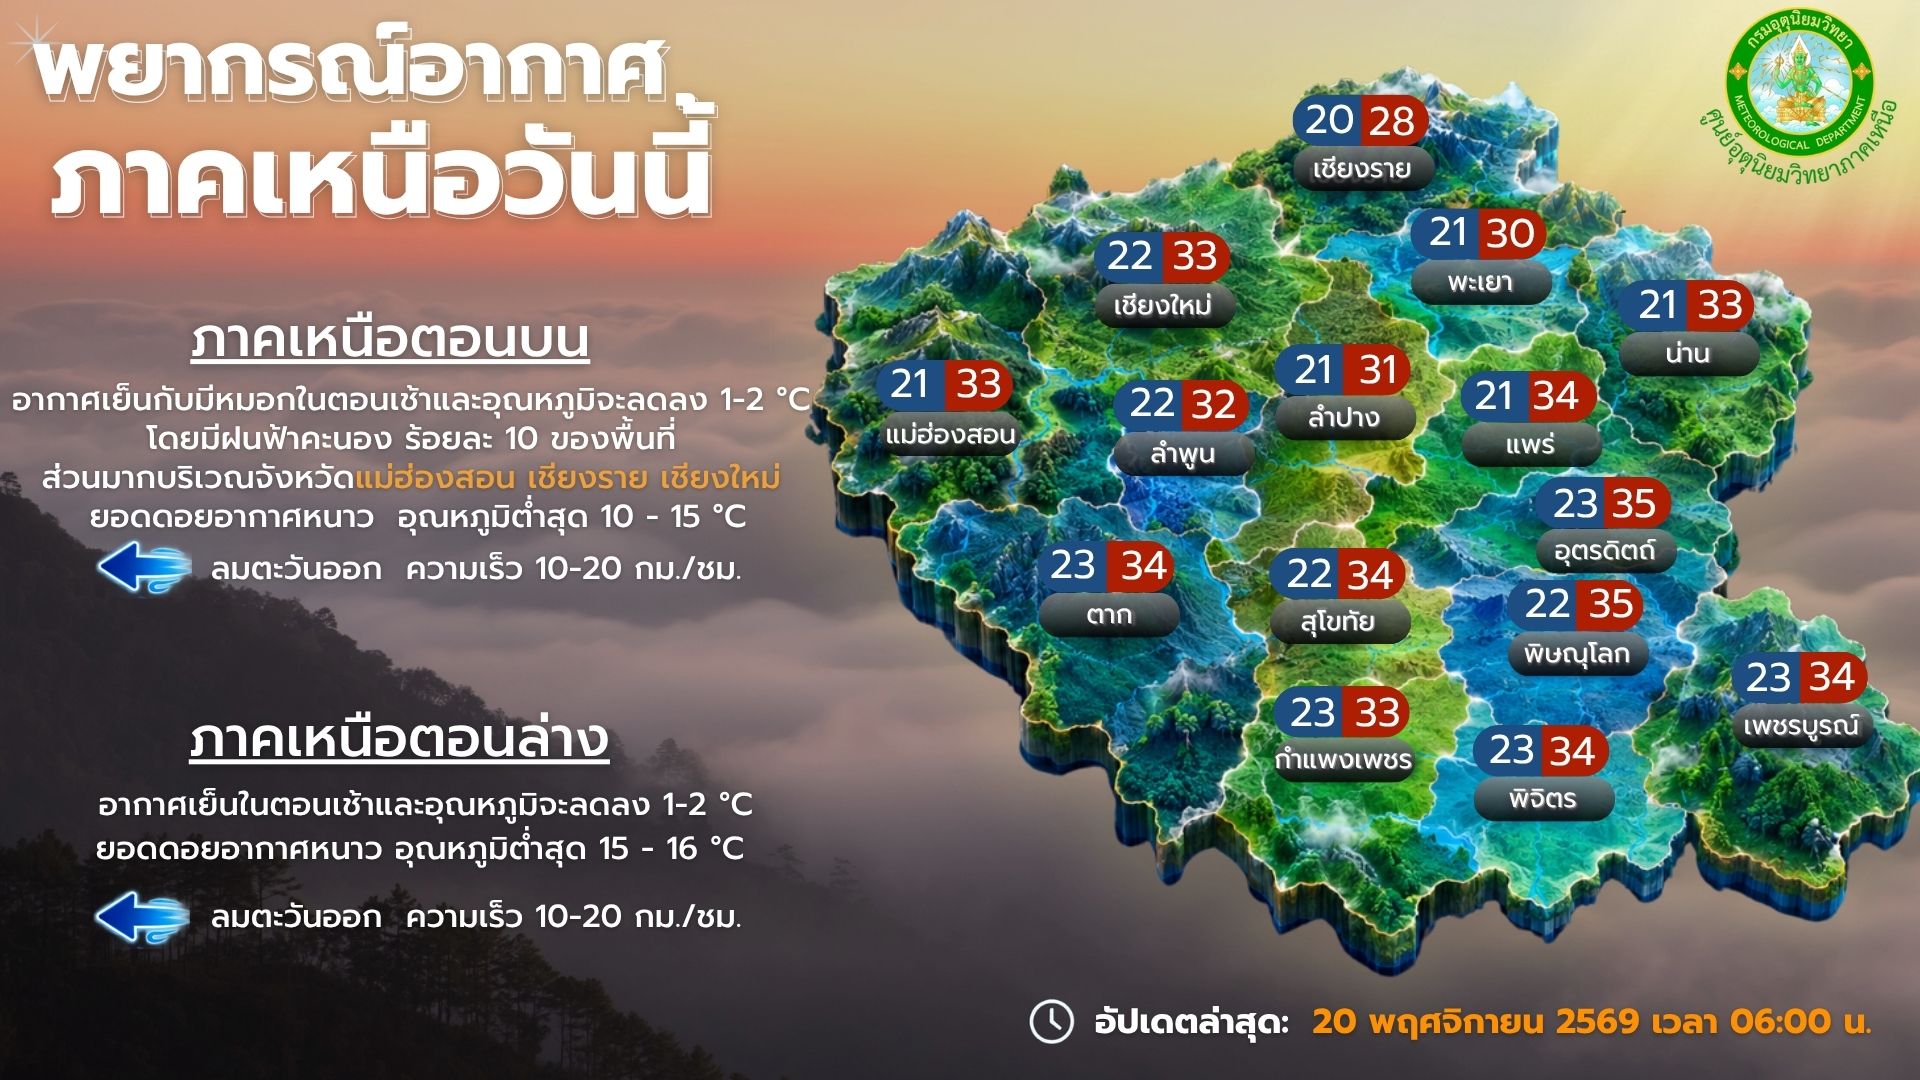 พยากรณ์อากาศ
ภาคเหนือวันนี้
ภาคเหนือตอนบน
อากาศเย็นกับมีหมอกในตอนเช้าและอุณหภูมิจะลดลง 1-2 °C
โดยมีฝนฟ้าคะนอง ร้อยละ 10 ของพื้นที่
ส่วนมากบริเวณจังหวัดแม่ฮ่องสอน เชียงราย เชียงใหม่
ยอดดอยอากาศหนาว อุณหภูมิต่ำสุด 10 - 15 °C
ลมตะวันออก ความเร็ว 10-20 กม./ชม.
ภาคเหนือตอนล่าง
อากาศเย็นในตอนเช้าและอุณหภูมิจะลดลง 1-2 °C
ยอดดอยอากาศหนาว อุณหภูมิต่ำสุด 15 - 16 °C
ลมตะวันออก ความเร็ว 10-20 กม./ชม.
กรมอุตุนิยมวิทยา
METEOROLOGICAL DEPARTMENT
ศูนย์อุตุนิยมวิทยาภาคเหนือ
20 28
เชียงราย
21 30
พะเยา
22 33
เชียงใหม่
21 33
น่าน
21 33
แม่ฮ่องสอน
22 32
ลำพูน
21 31
ลำปาง
21 34
แพร่
23 35
อุตรดิตถ์
23 34
ตาก
22 34
สุโขทัย
22 35
พิษณุโลก
23 34
เพชรบูรณ์
23 33
กำแพงเพชร
23 34
พิจิตร
อัปเดตล่าสุด: 20 พฤศจิกายน 2569 เวลา 06:00 น.